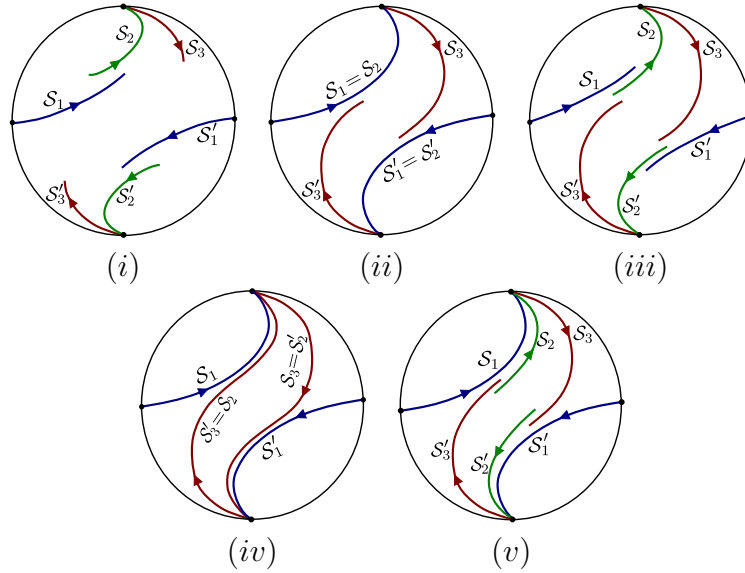 S₂
S₃
S₁
S₁′
S₃′
S₂′
(i)
S₁ = S₂
S₃
S₁′ = S₂′
S₃′
(ii)
S₂
S₃
S₁
S₁′
S₃′
S₂′
(iii)
S₁
S₃ = S₂′
S₃′ = S₂
S₁′
(iv)
S₁
S₂
S₃
S₃′
S₂′
S₁′
(v)